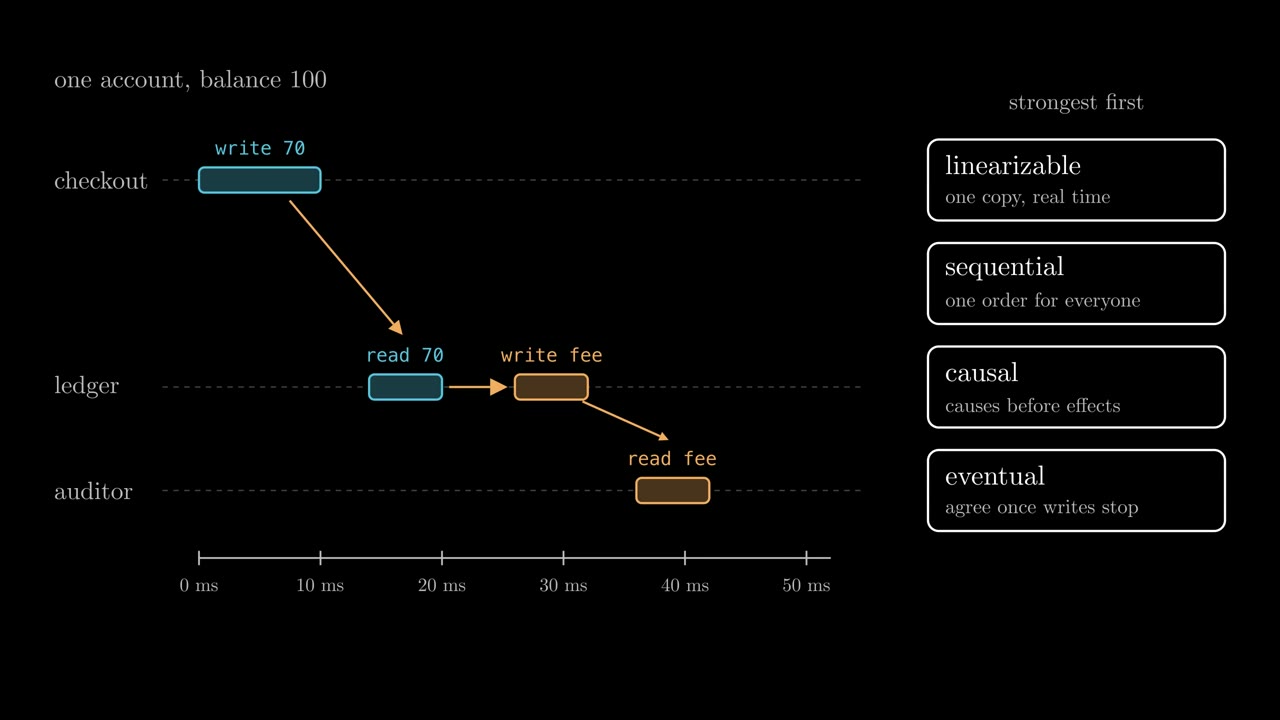 one account, balance 100
strongest first
write 70
checkout
linearizable
one copy, real time
sequential
one order for everyone
read 70
write fee
ledger
causal
causes before effects
read fee
auditor
eventual
agree once writes stop
0 ms
10 ms
20 ms
30 ms
40 ms
50 ms